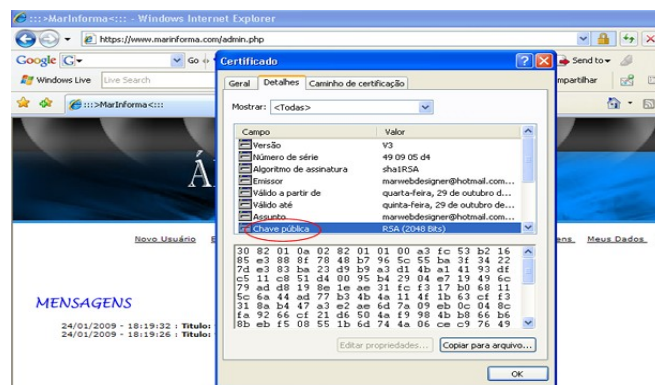 :::>MarInforma<::: - Windows Internet Explorer
https://www.marinforma.com/admin.php
Google G Go Send to
Windows Live Live Search
:::>MarInforma<:::
Certificado
Geral Detalhes Caminho de certificação
Mostrar: <Todas>
Campo Valor
Versão V3
Número de série 49 09 05 d4
Algoritmo de assinatura sha1RSA
Emissor marwebdesigner@hotmail.com...
Válido a partir de quarta-feira, 29 de outubro d...
Válido até quinta-feira, 29 de outubro de...
Assunto marwebdesigner@hotmail.com...
Chave pública RSA (2048 Bits)
30 82 01 0a 02 82 01 01 00 a3 fc 53 b2 16
85 e3 88 8f 78 48 b7 96 5c 55 ba 3f 34 22
7d e3 83 ba 23 d9 b9 a3 d1 4b a1 41 93 df
c5 11 c8 51 d4 00 95 b4 29 04 e7 19 49 6c
79 ad d8 19 8e 1e ae 31 fc f3 17 b0 68 11
5c 6a 44 ad 77 b3 4b 4a 11 4f 1b 63 cf f3
31 8a b4 47 a3 e2 ae 6d 7a 09 eb 0c 04 8c
fa 92 66 cf 21 d6 50 4a f9 98 4b b8 66 b6
8b eb f5 08 55 1b 6d 74 4a 06 ce c9 76 49
Editar propriedades... Copiar para arquivo...
OK
Novo Usuário
Meus Dados
MENSAGENS
24/01/2009 - 18:19:32 : Titulo:
24/01/2009 - 18:19:26 : Titulo: